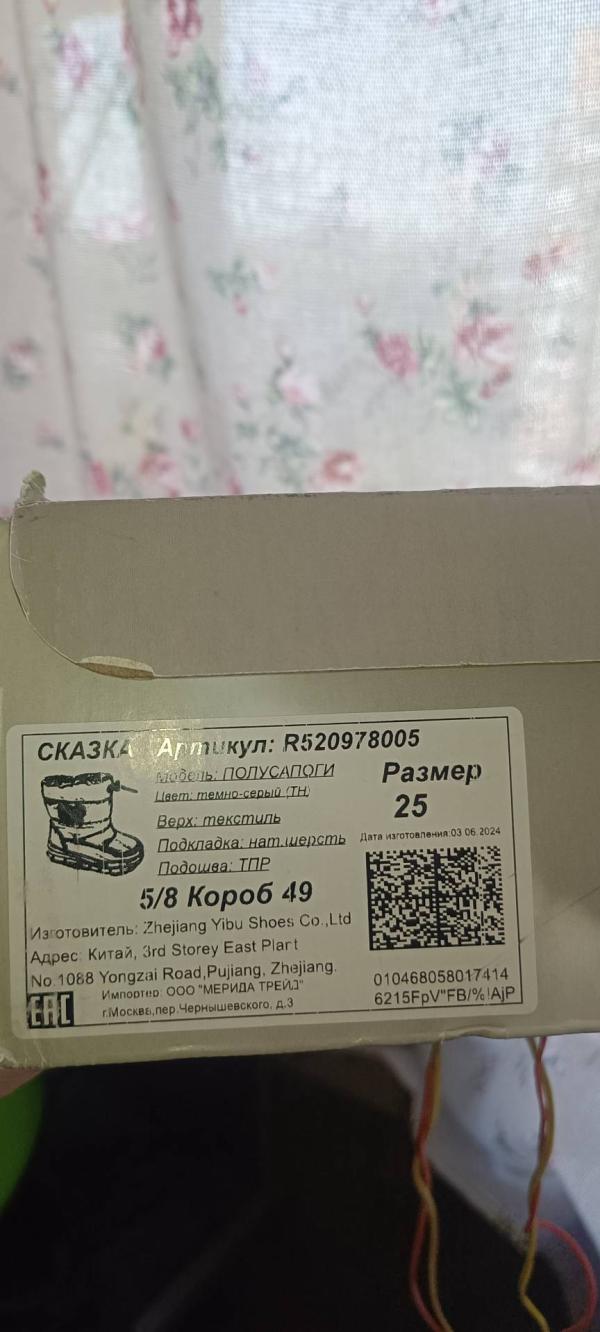 СКАЗКА Артикул: R520978005
Модель: ПОЛУСАПОГИ
Размер
Цвет: темно-серый (TH)
25
Верх: текстиль
Дата изготовления:03 06.2024
Подкладка: нат.шерсть
Подошва: ТПР
5/8 Короб 49
Изготовитель: Zhejiang Yibu Shoes Co.,Ltd
Адрес: Китай, 3rd Storey East Plant
No.1088 Yongzai Road,Pujiang, Zhejiang.
010468058017414
Импортер: ООО "МЕРИДА ТРЕЙД"
6215FpV"FB/%!AjP
EAC г.Москва,пер.Чернышевского, д.3